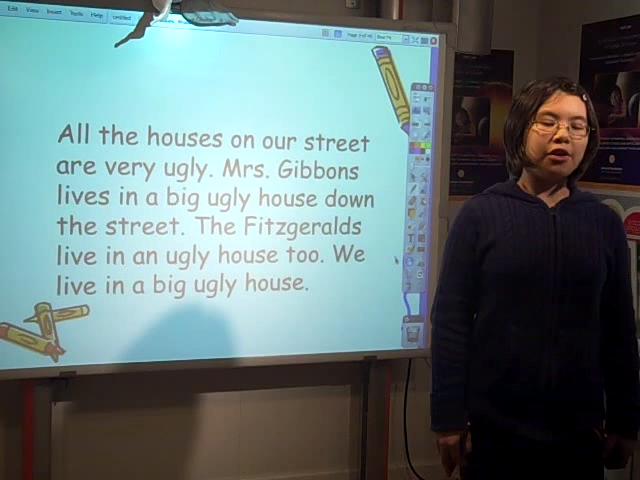 Edit View Insert Tools Help untitled
All the houses on our street
are very ugly. Mrs. Gibbons
lives in a big ugly house down
the street. The Fitzgeralds
live in an ugly house too. We
live in a big ugly house.